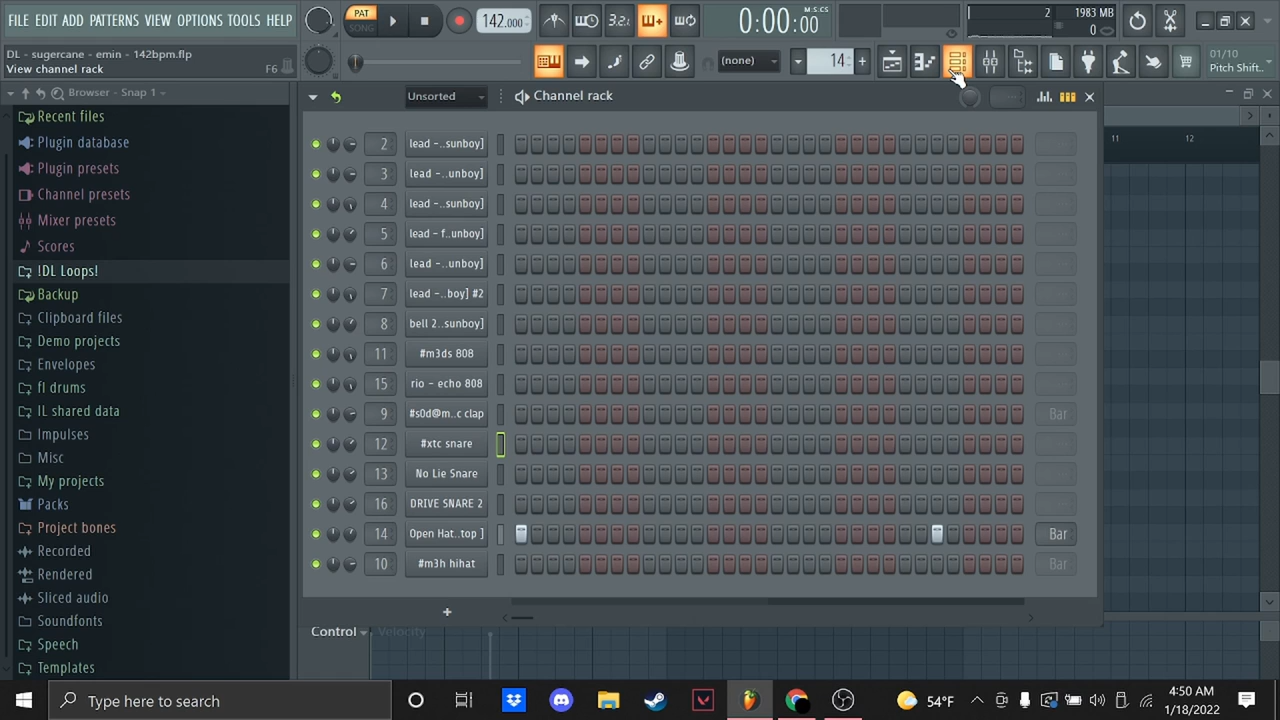 FILE EDIT ADD PATTERNS VIEW OPTIONS TOOLS HELP
PAT
SONG
142.000
3.2
0:00:00
M:S:CS
2
1983 MB
0
DL - sugercane - emin - 142bpm.flp
View channel rack
F6
(none)
14
+
01/10
Pitch Shift..
Browser - Snap 1
Unsorted
Channel rack
11
12
Recent files
Plugin database
Plugin presets
Channel presets
Mixer presets
Scores
!DL Loops!
Backup
Clipboard files
Demo projects
Envelopes
fl drums
IL shared data
Impulses
Misc
My projects
Packs
Project bones
Recorded
Rendered
Sliced audio
Soundfonts
Speech
Templates
2 lead -..sunboy]
3 lead -..unboy]
4 lead -..sunboy]
5 lead - f..unboy]
6 lead -..unboy]
7 lead -..boy] #2
8 bell 2..sunboy]
11 #m3ds 808
15 rio - echo 808
9 #s0d@m..c clap Bar
12 #xtc snare
13 No Lie Snare
16 DRIVE SNARE 2
14 Open Hat..top ] Bar
10 #m3h hihat Bar
+
Control
Velocity
Type here to search
54°F
4:50 AM
1/18/2022